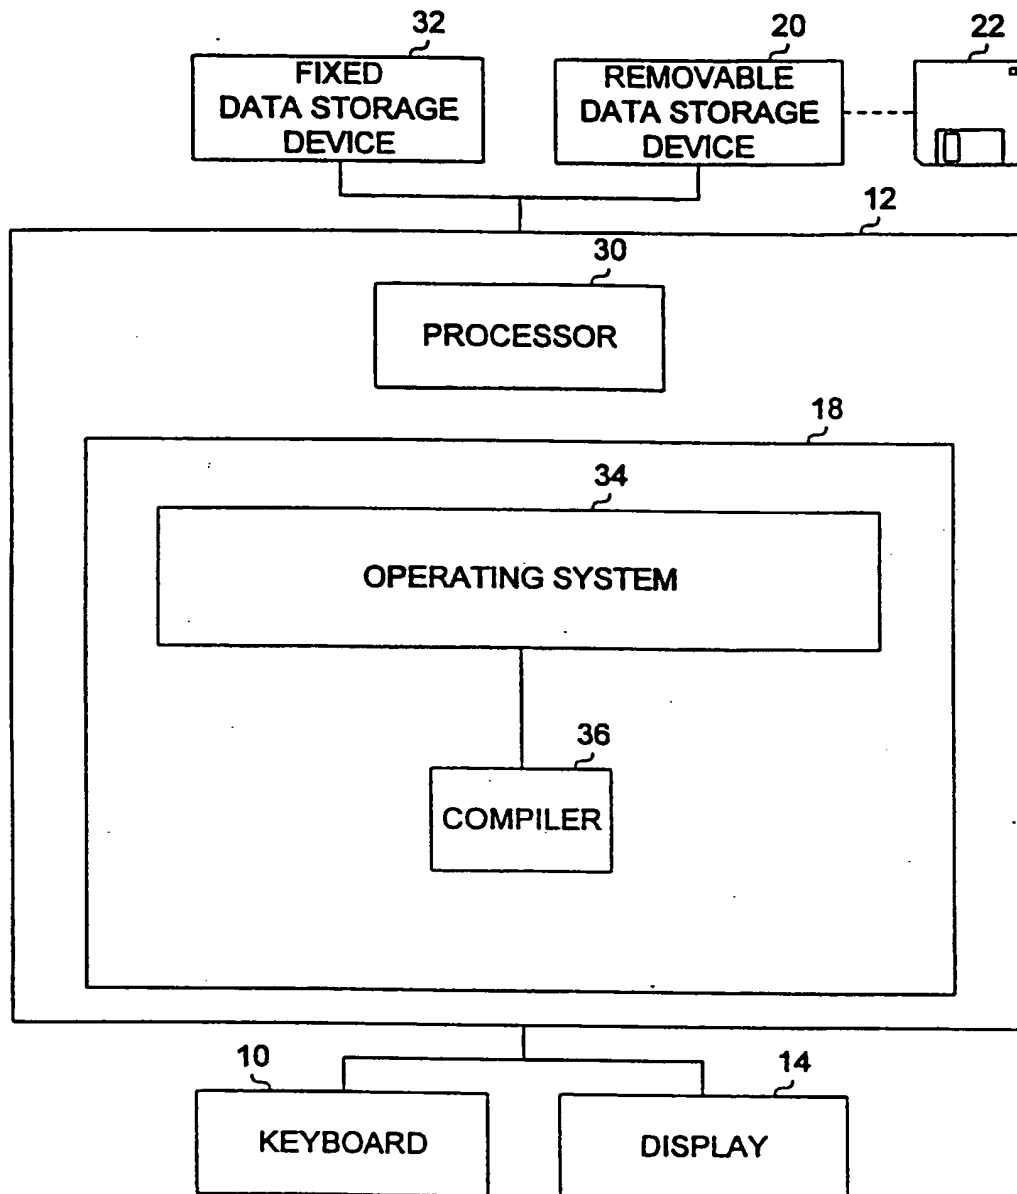 32
20
22
FIXED
DATA STORAGE
DEVICE
REMOVABLE
DATA STORAGE
DEVICE
12
30
PROCESSOR
18
34
OPERATING SYSTEM
36
COMPILER
10
14
KEYBOARD
DISPLAY